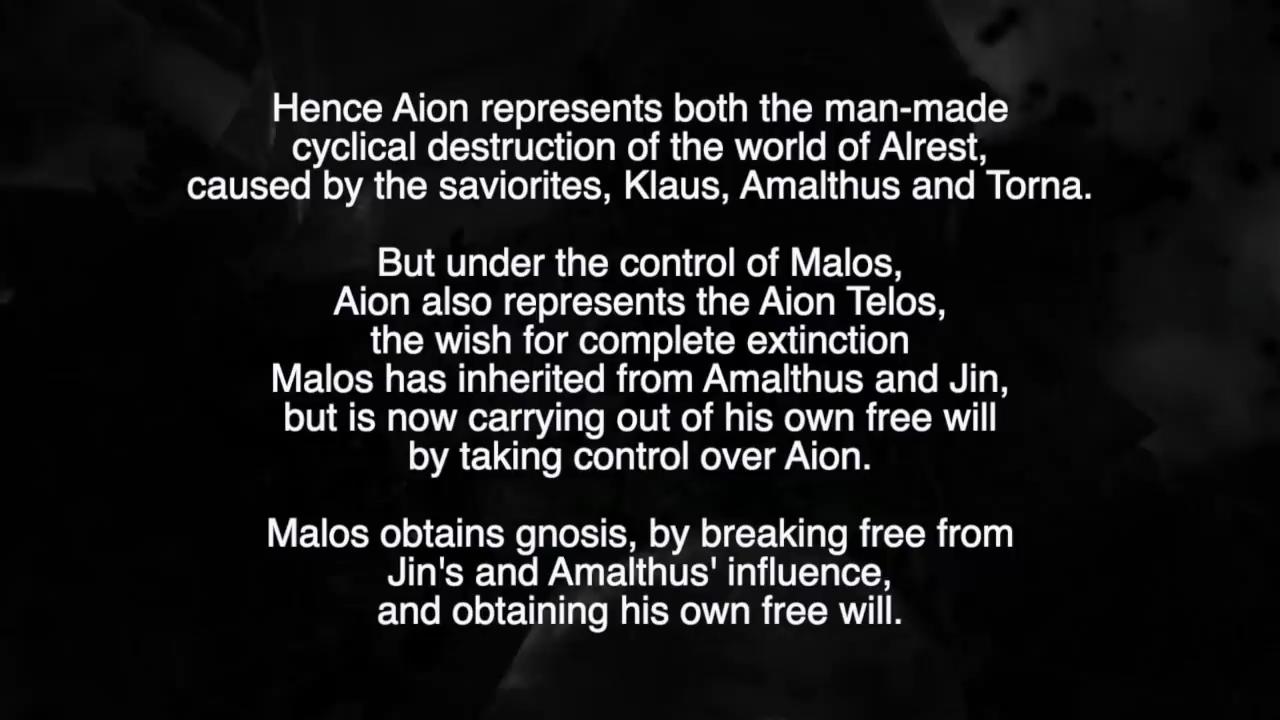 Hence Aion represents both the man-made
cyclical destruction of the world of Alrest,
caused by the saviorites, Klaus, Amalthus and Torna.
But under the control of Malos,
Aion also represents the Aion Telos,
the wish for complete extinction
Malos has inherited from Amalthus and Jin,
but is now carrying out of his own free will
by taking control over Aion.
Malos obtains gnosis, by breaking free from
Jin's and Amalthus' influence,
and obtaining his own free will.